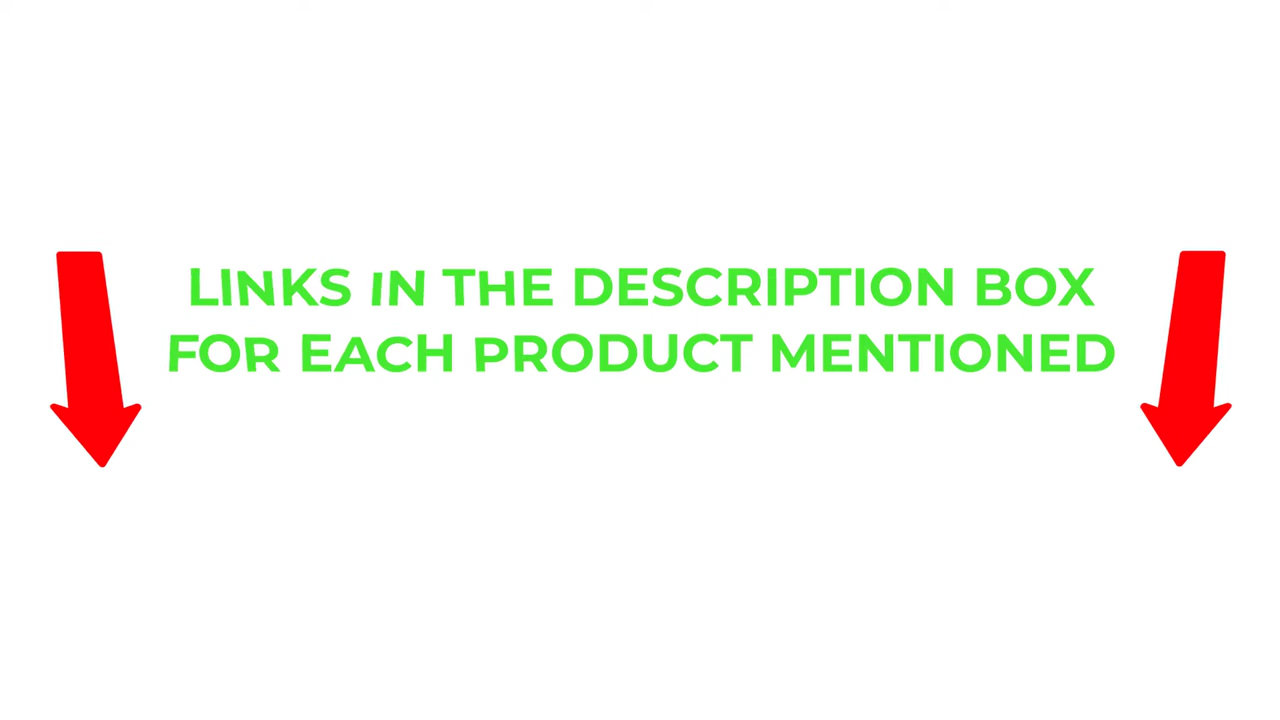 LINKS IN THE DESCRIPTION BOX
FOR EACH PRODUCT MENTIONED